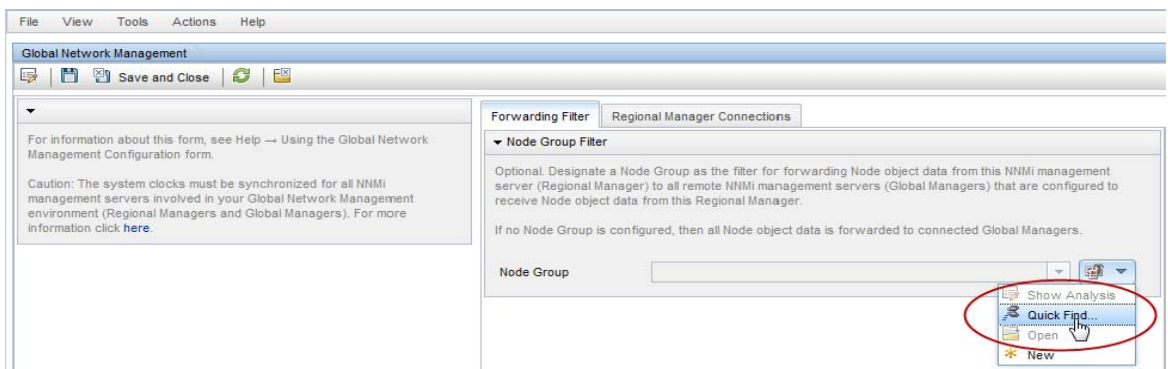 File View Tools Actions Help
Global Network Management
Save and Close
For information about this form, see Help → Using the Global Network
Management Configuration form.
Caution: The system clocks must be synchronized for all NNMi
management servers involved in your Global Network Management
environment (Regional Managers and Global Managers). For more
information click here.
Forwarding Filter Regional Manager Connections
Node Group Filter
Optional. Designate a Node Group as the filter for forwarding Node object data from this NNMi management
server (Regional Manager) to all remote NNMi management servers (Global Managers) that are configured to
receive Node object data from this Regional Manager.
If no Node Group is configured, then all Node object data is forwarded to connected Global Managers.
Node Group
Show Analysis
Quick Find...
Open
New